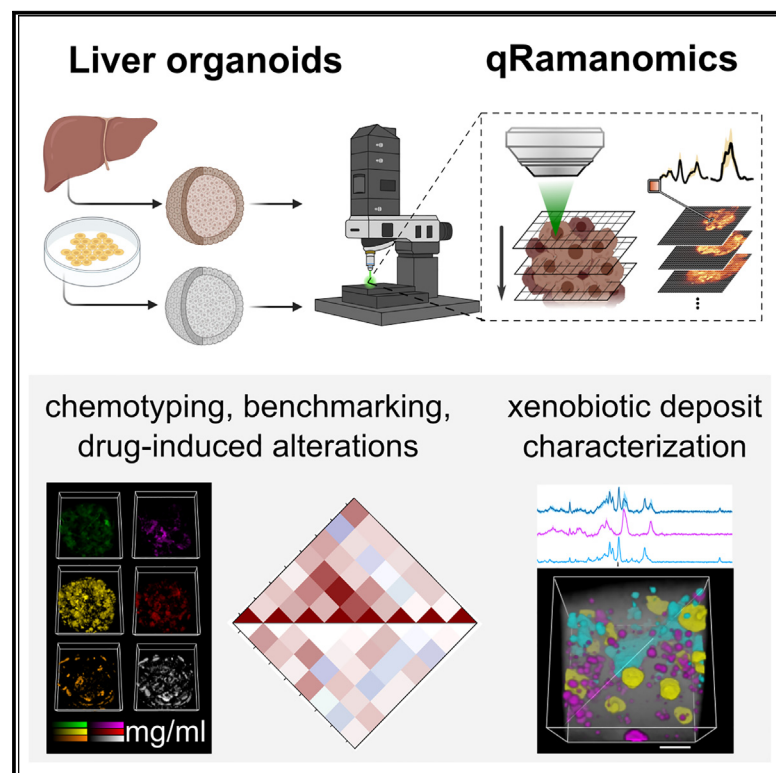 Liver organoids
qRamanomics
chemotyping, benchmarking,
drug-induced alterations
xenobiotic deposit
characterization
mg/ml